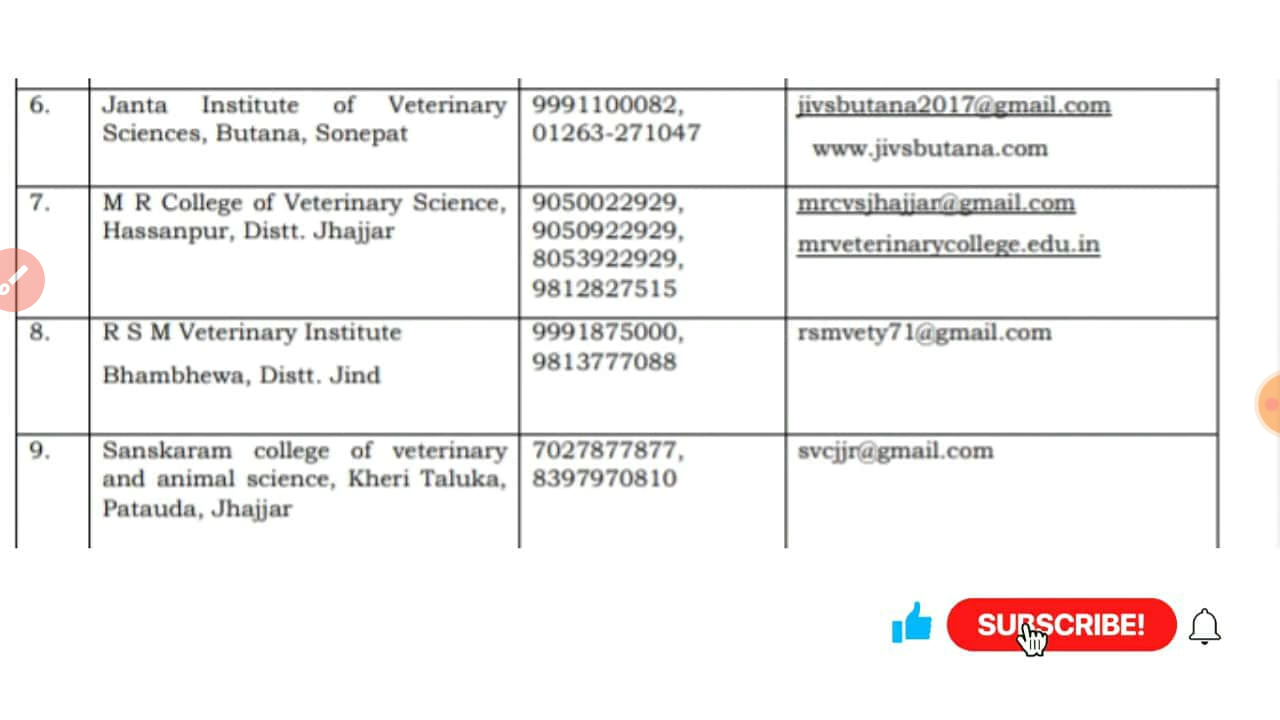 6.
Janta Institute of Veterinary
Sciences, Butana, Sonepat
9991100082,
01263-271047
jivsbutana2017@gmail.com
www.jivsbutana.com
7.
M R College of Veterinary Science,
Hassanpur, Distt. Jhajjar
9050022929,
9050922929,
8053922929,
9812827515
mrcvsjhajjar@gmail.com
mrveterinarycollege.edu.in
8.
R S M Veterinary Institute
Bhambhewa, Distt. Jind
9991875000,
9813777088
rsmvety71@gmail.com
9.
Sanskaram college of veterinary
and animal science, Kheri Taluka,
Patauda, Jhajjar
7027877877,
8397970810
svcjjr@gmail.com
SUBSCRIBE!